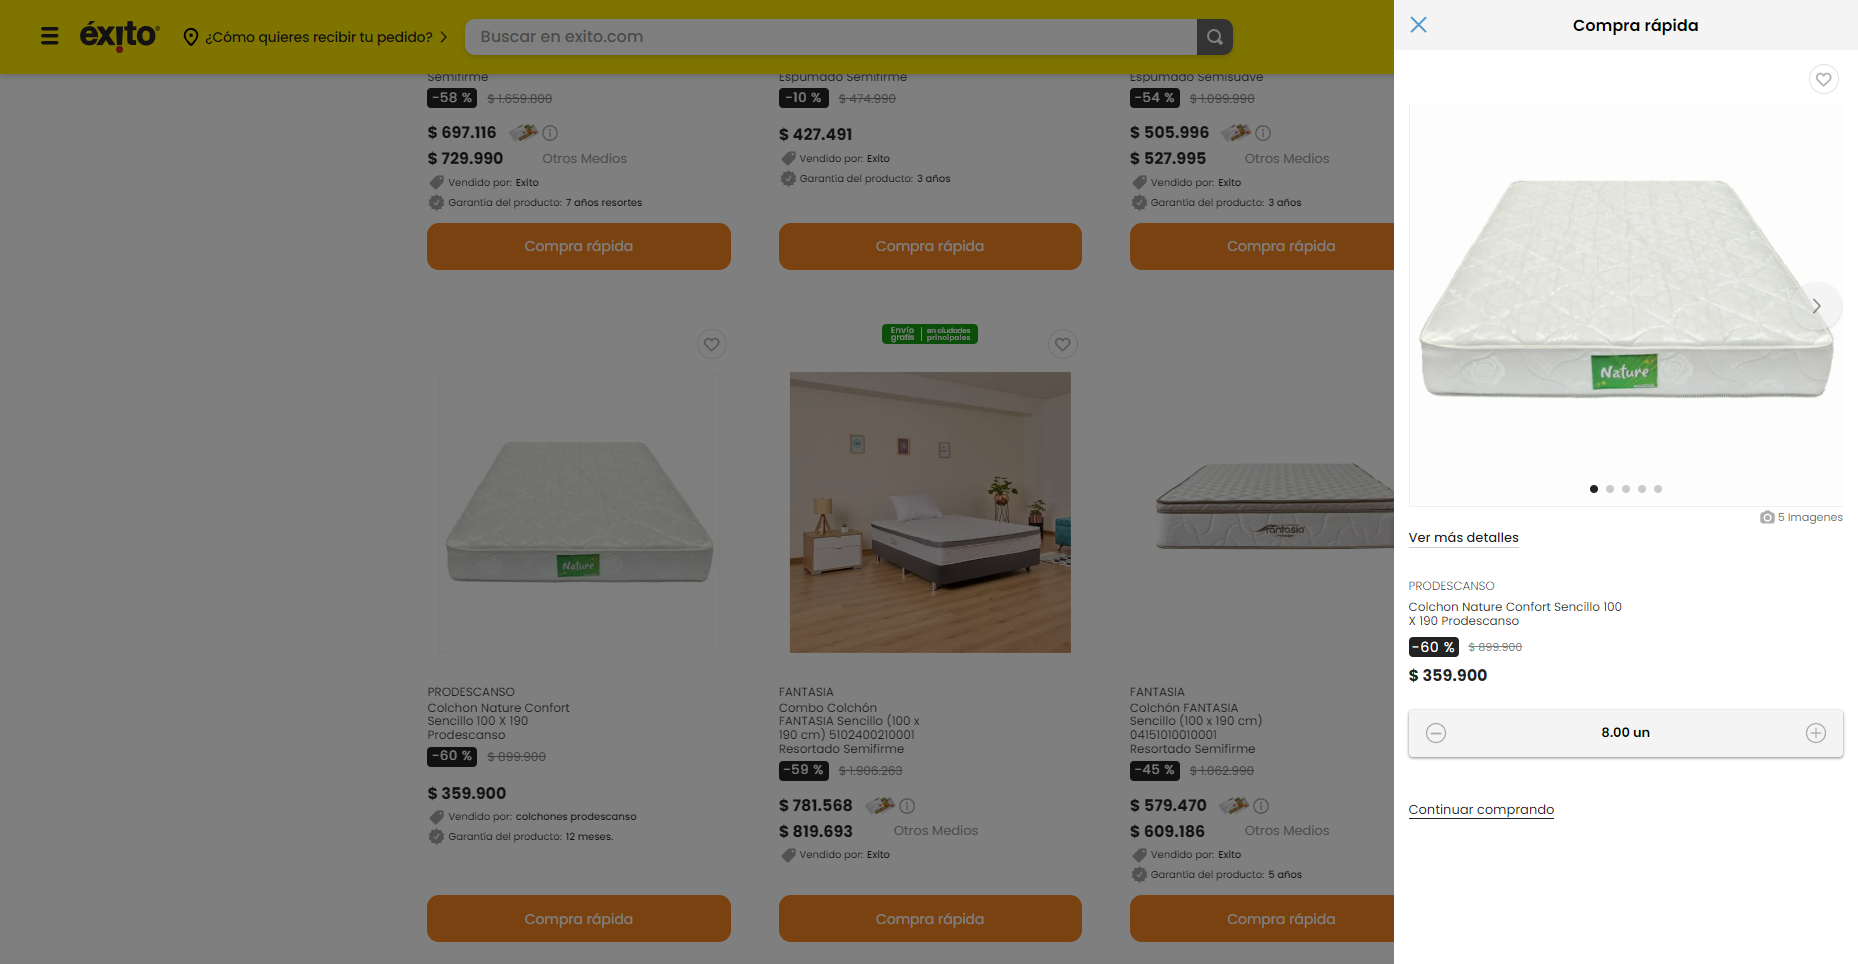 éxito
¿Cómo quieres recibir tu pedido?
Buscar en exito.com
Semifirme
-58 % $ 1.659.800
$ 697.116
$ 729.990 Otros Medios
Vendido por: Exito
Garantía del producto: 7 años resortes
Compra rápida
Espumado Semifirme
-10 % $ 474.990
$ 427.491
Vendido por: Exito
Garantía del producto: 3 años
Compra rápida
Espumado Semisuave
-54 % $ 1.099.990
$ 505.996
$ 527.995 Otros Medios
Vendido por: Exito
Garantía del producto: 3 años
Compra rápida
Nature
PRODESCANSO
Colchon Nature Confort
Sencillo 100 X 190
Prodescanso
-60 % $ 899.900
$ 359.900
Vendido por: colchones prodescanso
Garantía del producto: 12 meses.
Compra rápida
Envío
gratis
en ciudades
principales
FANTASIA
Combo Colchón
FANTASIA Sencillo (100 x
190 cm) 5102400210001
Resortado Semifirme
-59 % $ 1.906.263
$ 781.568
$ 819.693 Otros Medios
Vendido por: Exito
Compra rápida
fantasia
FANTASIA
Colchón FANTASIA
Sencillo (100 x 190 cm)
04151010010001
Resortado Semifirme
-45 % $ 1.062.990
$ 579.470
$ 609.186 Otros Medios
Vendido por: Exito
Garantía del producto: 5 años
Compra rápida
Compra rápida
Nature
5 Imagenes
Ver más detalles
PRODESCANSO
Colchon Nature Confort Sencillo 100
X 190 Prodescanso
-60 % $ 899.900
$ 359.900
8.00 un
Continuar comprando